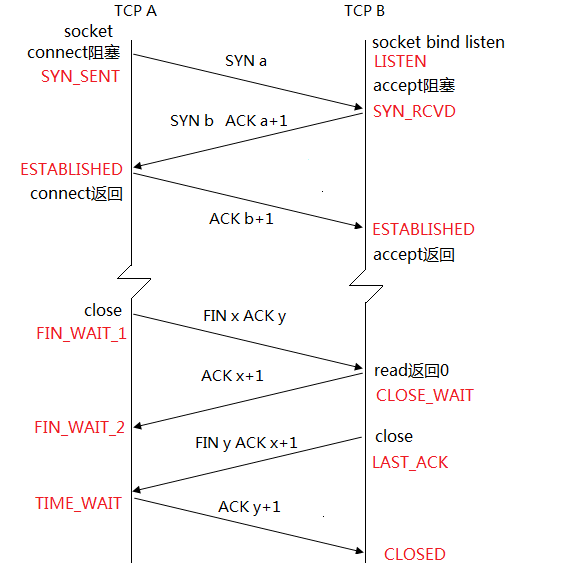 TCP A
TCP B
socket
connect阻塞
SYN_SENT
SYN a
socket bind listen
LISTEN
accept阻塞
SYN_RCVD
SYN b ACK a+1
ESTABLISHED
connect返回
ACK b+1
ESTABLISHED
accept返回
close
FIN_WAIT_1
FIN x ACK y
read返回0
CLOSE_WAIT
ACK x+1
FIN_WAIT_2
close
LAST_ACK
FIN y ACK x+1
TIME_WAIT
ACK y+1
CLOSED